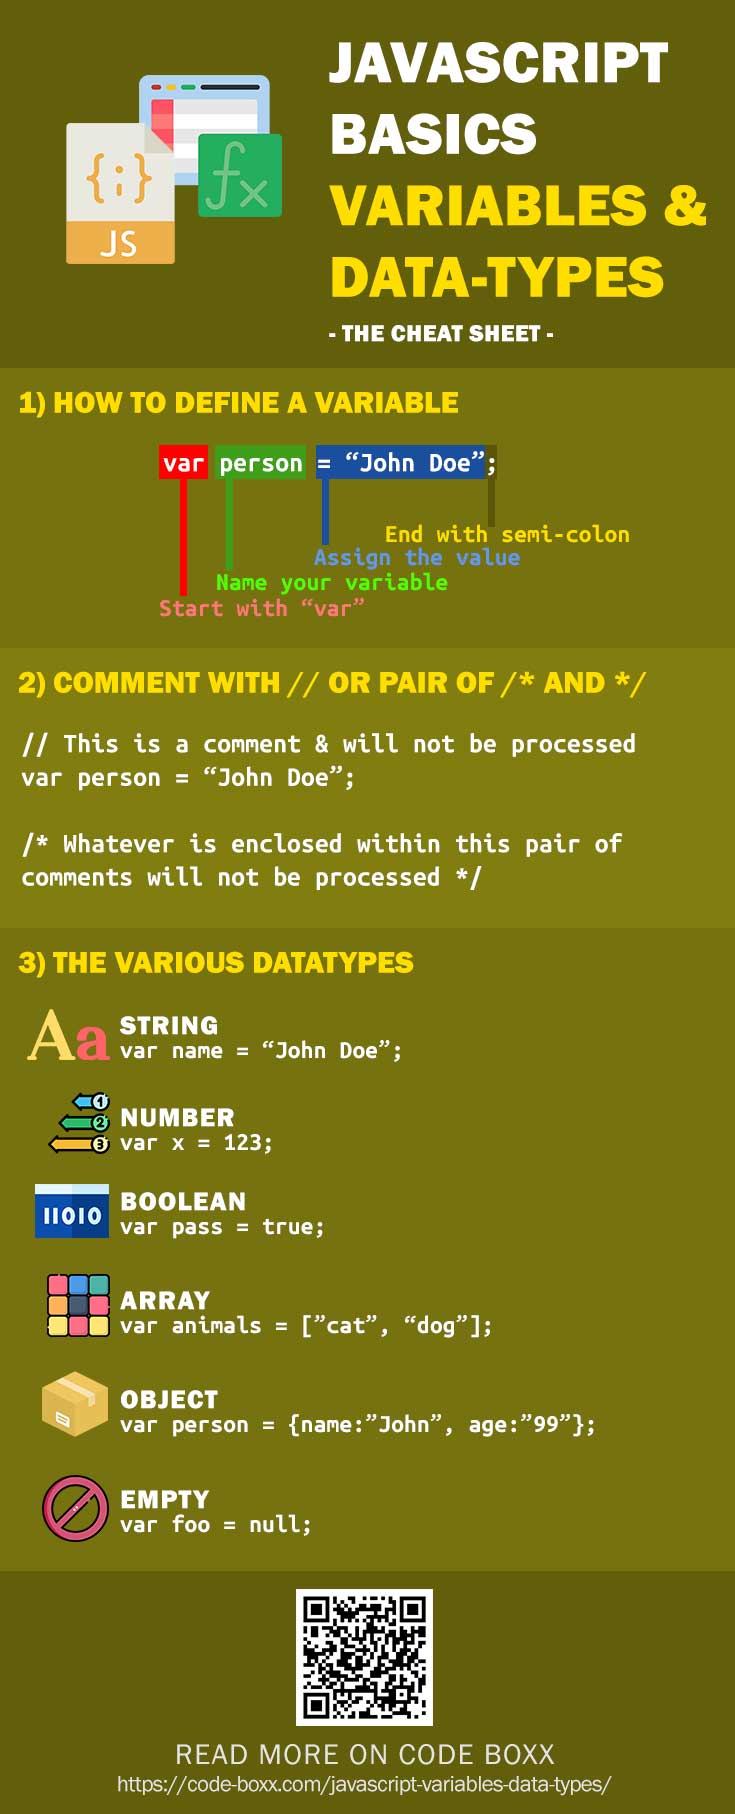 JAVASCRIPT
BASICS
VARIABLES &
DATA-TYPES
- THE CHEAT SHEET -
{;}
JS
fx
1) HOW TO DEFINE A VARIABLE
var person = “John Doe”;
End with semi-colon
Assign the value
Name your variable
Start with “var”
2) COMMENT WITH // OR PAIR OF /* AND */
// This is a comment & will not be processed
var person = “John Doe”;
/* Whatever is enclosed within this pair of
comments will not be processed */
3) THE VARIOUS DATATYPES
Aa
STRING
var name = “John Doe”;
1
2
3
NUMBER
var x = 123;
11010
BOOLEAN
var pass = true;
ARRAY
var animals = [”cat”, “dog”];
OBJECT
var person = {name:”John”, age:”99”};
EMPTY
var foo = null;
READ MORE ON CODE BOXX
https://code-boxx.com/javascript-variables-data-types/